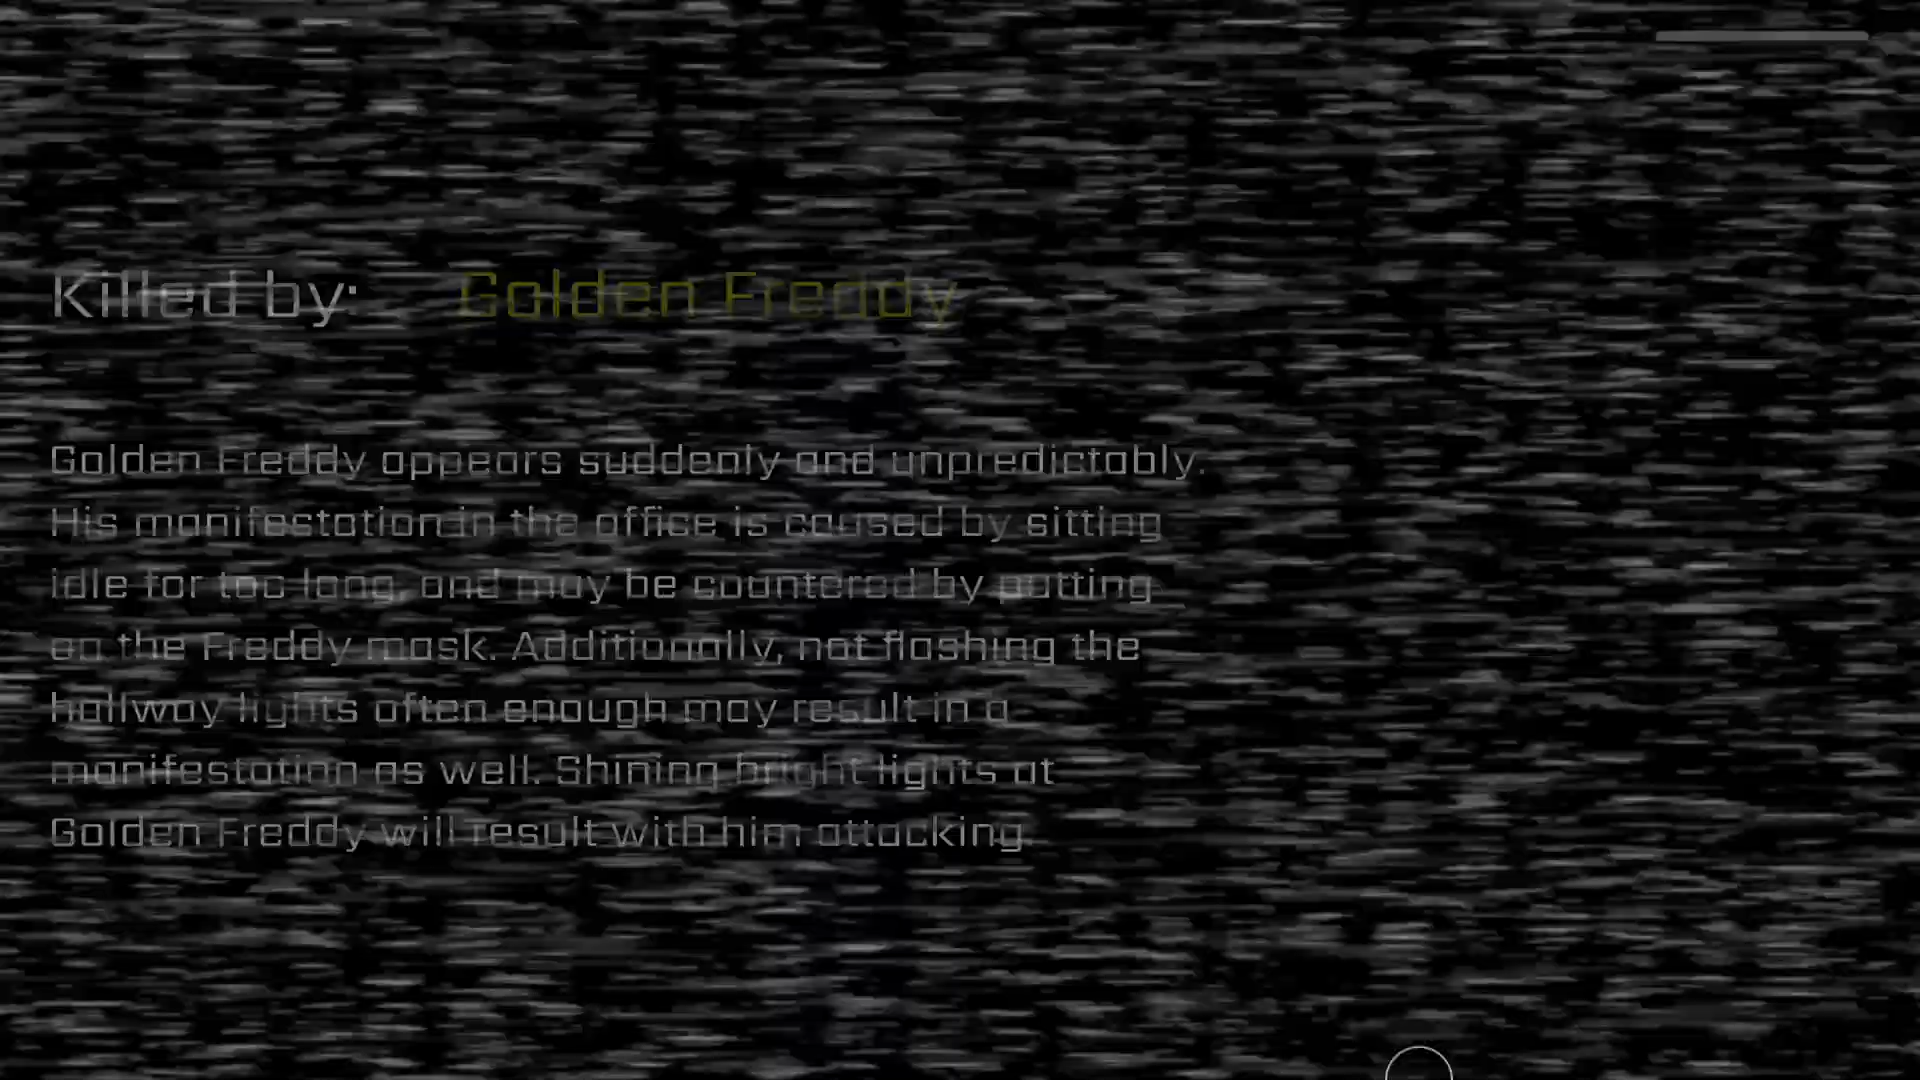 Killed by: Golden Freddy
Golden Freddy appears suddenly and unpredictably.
His manifestation in the office is caused by sitting
idle for too long, and may be countered by putting
on the Freddy mask. Additionally, not flashing the
hallway lights often enough may result in a
manifestation as well. Shining bright lights at
Golden Freddy will result with him attacking.